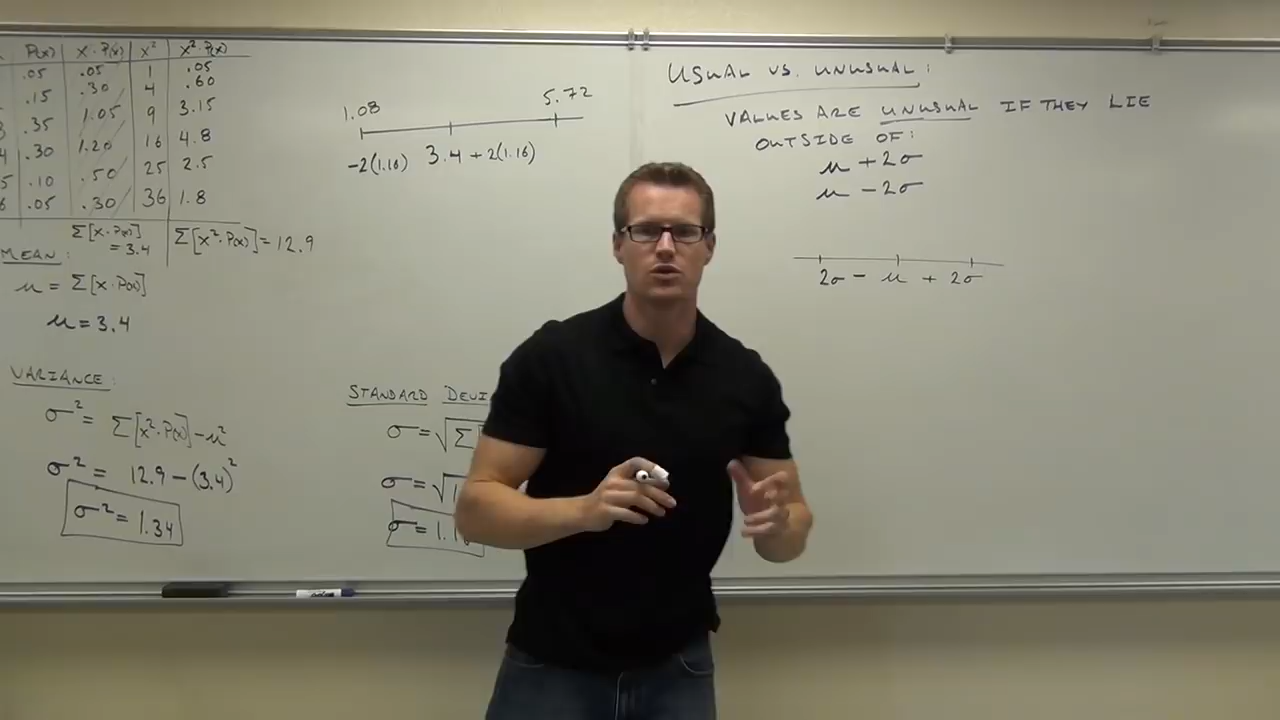 P(x) x·P(x) x² x²·P(x)
.05 .05 1 .05
.15 .30 4 .60
.35 1.05 9 3.15
.30 1.20 16 4.8
5 .10 .50 25 2.5
6 .05 .30 36 1.8
Σ[x·P(x)]
= 3.4
Σ[x²·P(x)] = 12.9
MEAN:
μ = Σ[x·P(x)]
μ = 3.4
VARIANCE:
σ² = Σ[x²·P(x)] - μ²
σ² = 12.9 - (3.4)²
σ² = 1.34
1.08 5.72
-2(1.16) 3.4 + 2(1.16)
STANDARD DEVI
σ = √Σ
σ = √1
σ = 1.1
USUAL VS. UNUSUAL:
VALUES ARE UNUSUAL IF THEY LIE
OUTSIDE OF:
μ + 2σ
μ - 2σ
2σ - μ + 2σ